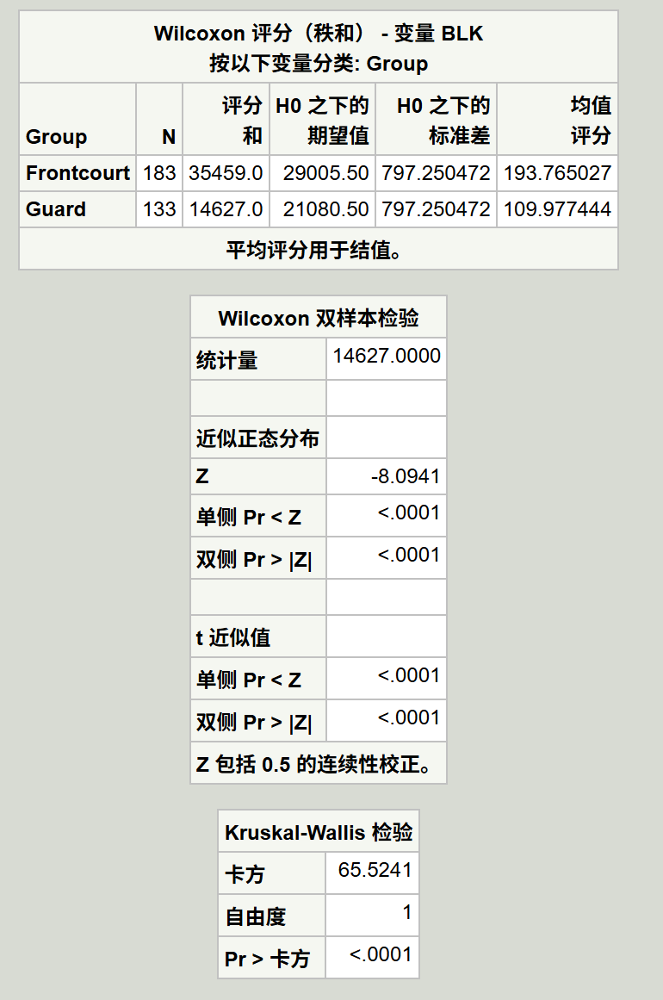 Wilcoxon 评分（秩和） - 变量 BLK
按以下变量分类: Group
Group N 评分和 H0 之下的期望值 H0 之下的标准差 均值评分
Frontcourt 183 35459.0 29005.50 797.250472 193.765027
Guard 133 14627.0 21080.50 797.250472 109.977444
平均评分用于结值。
Wilcoxon 双样本检验
统计量 14627.0000
近似正态分布
Z -8.0941
单侧 Pr < Z <.0001
双侧 Pr > |Z| <.0001
t 近似值
单侧 Pr < Z <.0001
双侧 Pr > |Z| <.0001
Z 包括 0.5 的连续性校正。
Kruskal-Wallis 检验
卡方 65.5241
自由度 1
Pr > 卡方 <.0001